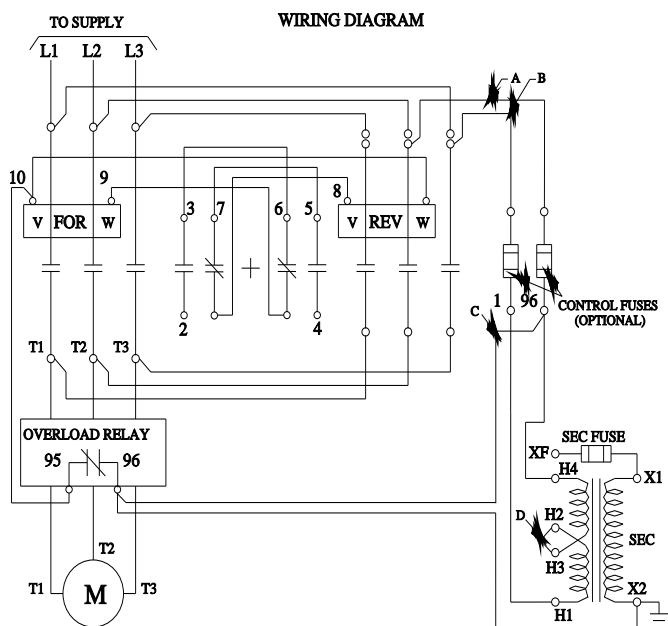 WIRING DIAGRAM
TO SUPPLY
L1 L2 L3
A B
10 9 8
3 7 6 5
V FOR W
V REV W
2 4
1 96
C
CONTROL FUSES
(OPTIONAL)
T1 T2 T3
OVERLOAD RELAY
95 96
SEC FUSE
XF
H4 X1
D H2
SEC
H3
T2
T1 M T3
X2
H1